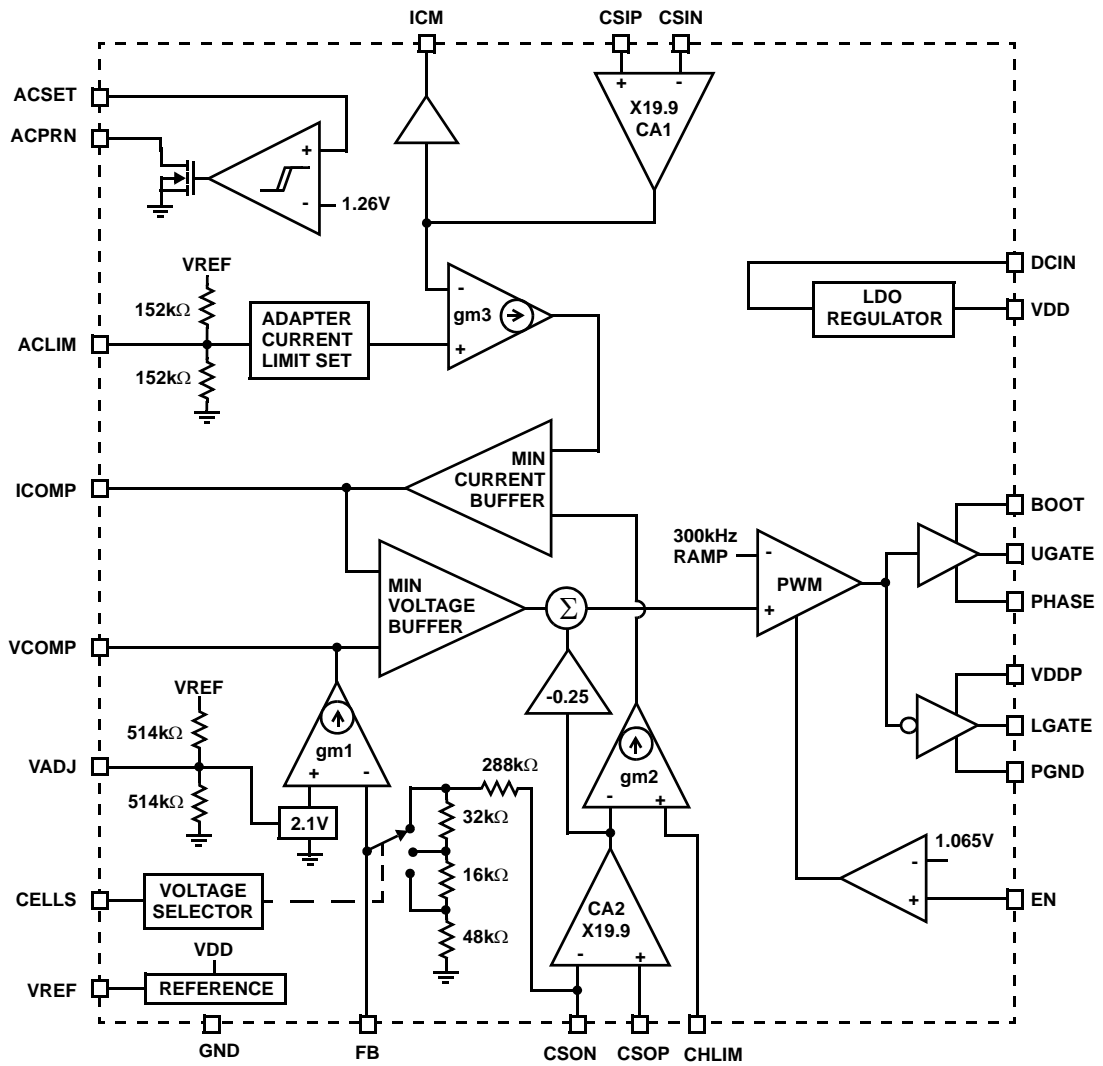 ICM
CSIP
CSIN
ACSET
ACPRN
+
-
1.26V
+
-
X19.9
CA1
VREF
152kΩ
152kΩ
ACLIM
ADAPTER
CURRENT
LIMIT SET
-
gm3
+
DCIN
LDO
REGULATOR
VDD
ICOMP
MIN
CURRENT
BUFFER
MIN
VOLTAGE
BUFFER
Σ
300kHz
RAMP
-
PWM
+
BOOT
UGATE
PHASE
VCOMP
-0.25
VDDP
LGATE
PGND
VREF
514kΩ
VADJ
514kΩ
gm1
+
-
2.1V
288kΩ
32kΩ
16kΩ
48kΩ
gm2
-
+
1.065V
-
+
EN
CELLS
VOLTAGE
SELECTOR
CA2
X19.9
-
+
VDD
VREF
REFERENCE
GND
FB
CSON
CSOP
CHLIM